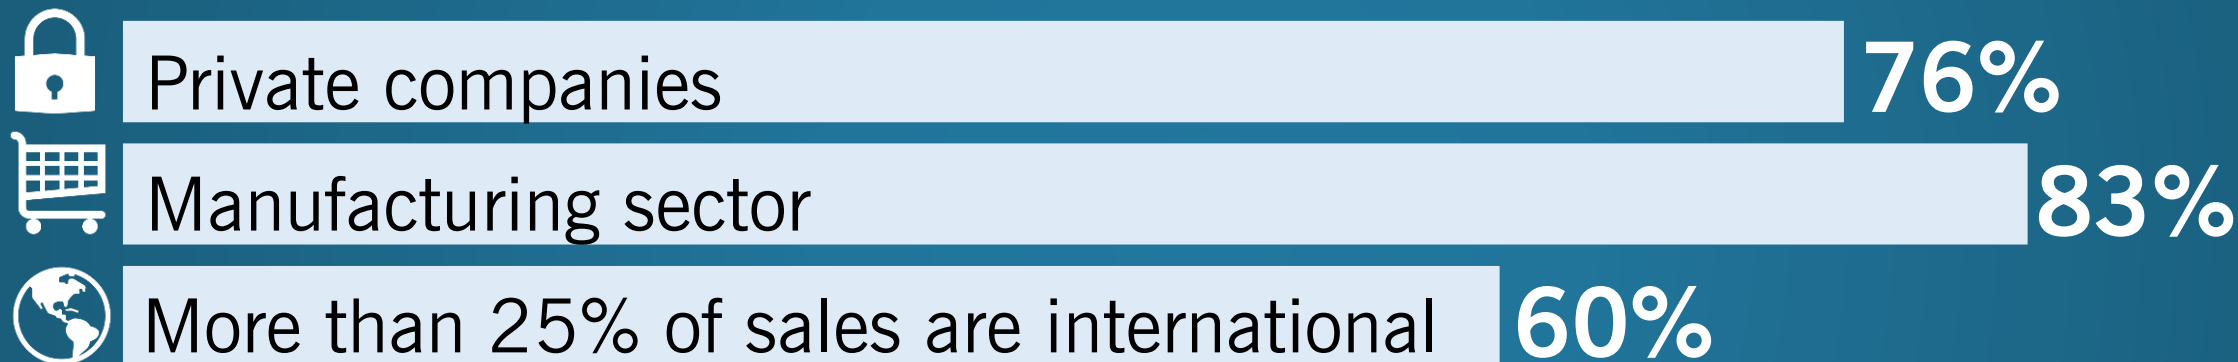 Private companies 76%
Manufacturing sector 83%
More than 25% of sales are international 60%